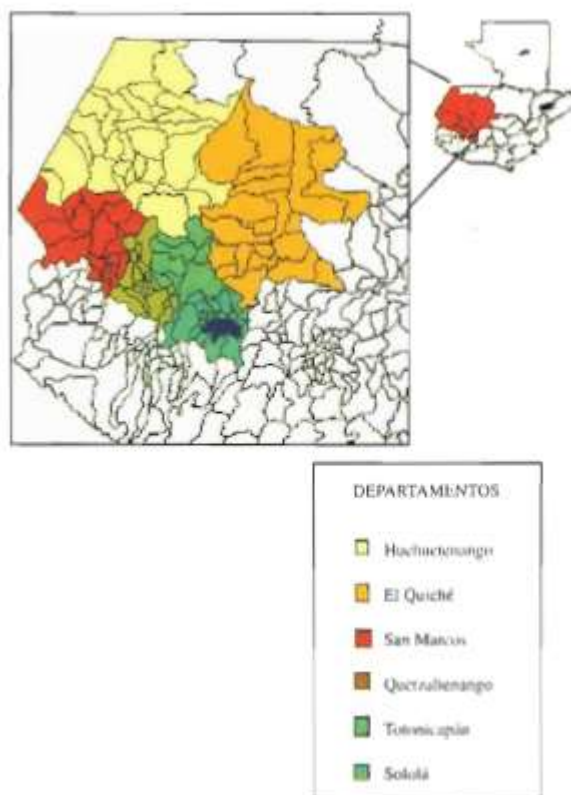 DEPARTAMENTOS
Huehuetenango
El Quiché
San Marcos
Quetzaltenango
Totonicapán
Sololá